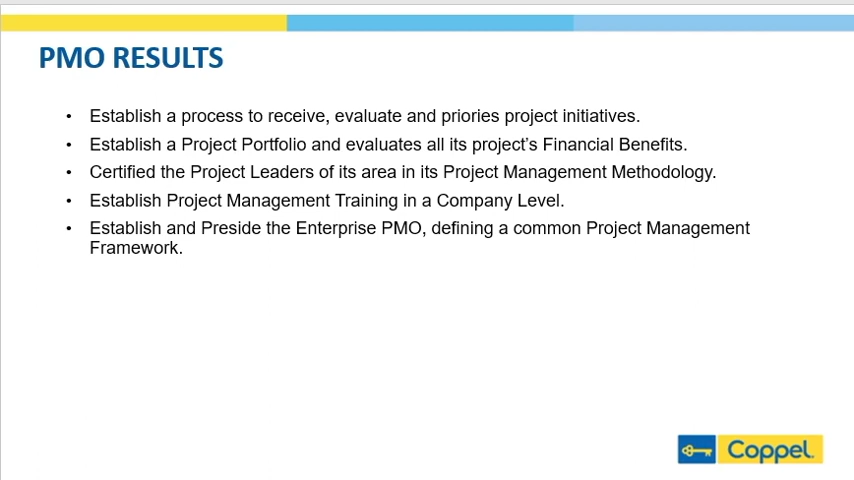 PMO RESULTS
• Establish a process to receive, evaluate and priories project initiatives.
• Establish a Project Portfolio and evaluates all its project’s Financial Benefits.
• Certified the Project Leaders of its area in its Project Management Methodology.
• Establish Project Management Training in a Company Level.
• Establish and Preside the Enterprise PMO, defining a common Project Management
Framework.
Coppel.